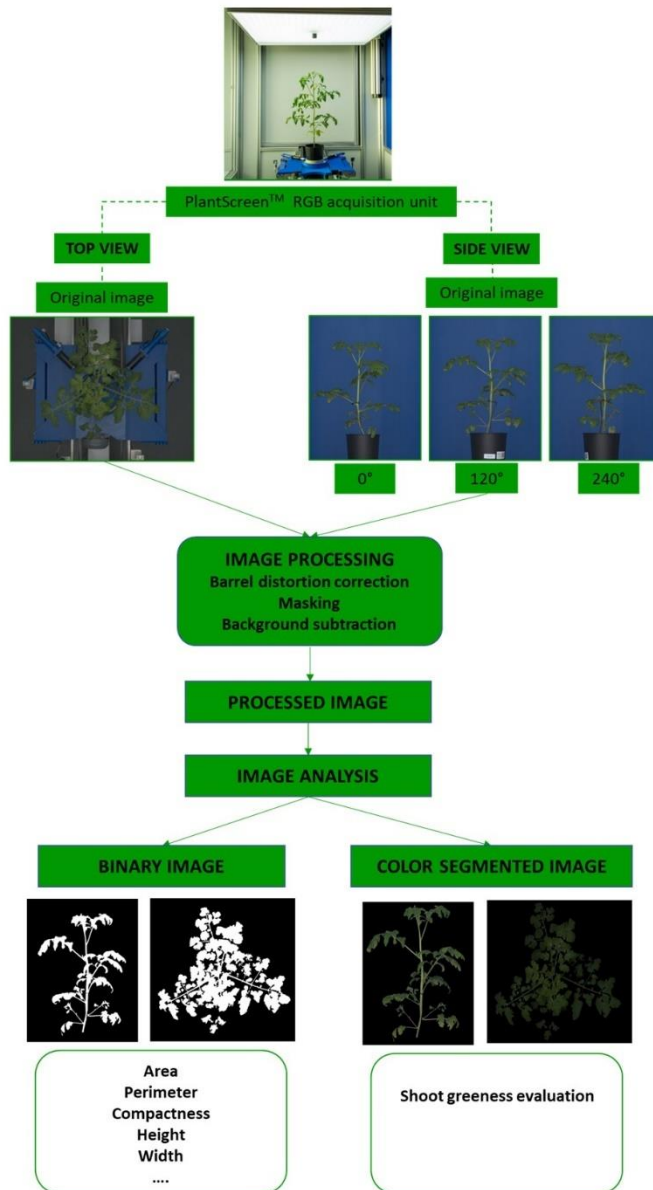 PlantScreen™ RGB acquisition unit
TOP VIEW
SIDE VIEW
Original image
Original image
0°
120°
240°
IMAGE PROCESSING
Barrel distortion correction
Masking
Background subtraction
PROCESSED IMAGE
IMAGE ANALYSIS
BINARY IMAGE
COLOR SEGMENTED IMAGE
Area
Perimeter
Compactness
Height
Width
....
Shoot greeness evaluation